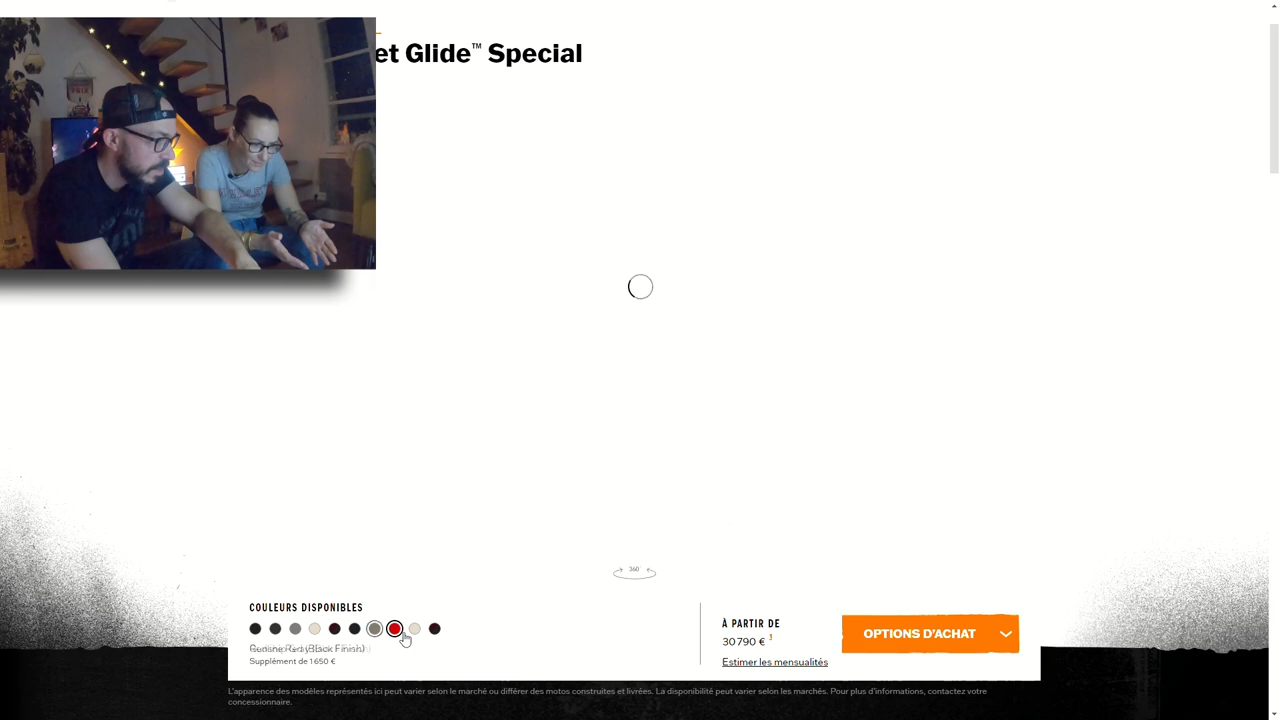 et Glide™ Special
360
COULEURS DISPONIBLES
Supplément de 1 650 €
À PARTIR DE
30 790 € 1
Estimer les mensualités
OPTIONS D'ACHAT
L'apparence des modèles représentés ici peut varier selon le marché ou différer des motos construites et livrées. La disponibilité peut varier selon les marchés. Pour plus d'informations, contactez votre
concessionnaire.